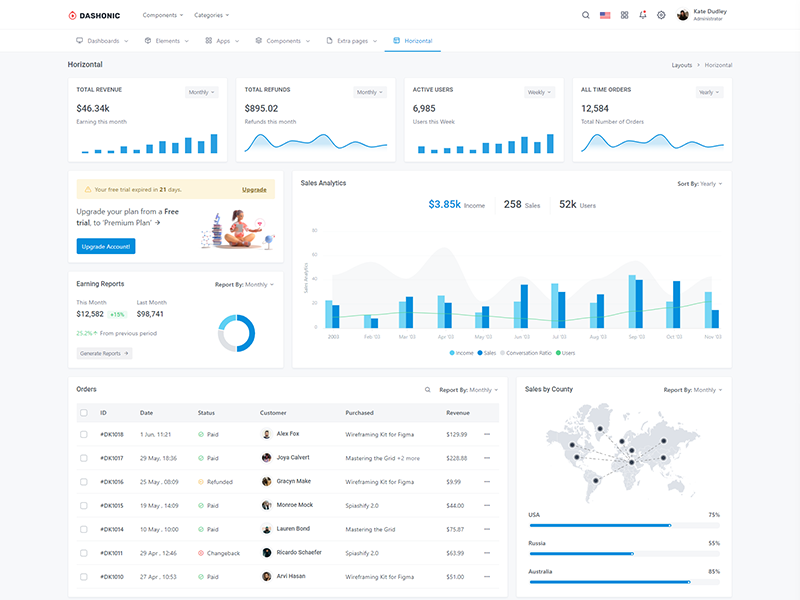 DASHONIC
Components
Categories
Kate Dudley
Administrator
Dashboards
Elements
Apps
Components
Extra pages
Horizontal
Horizontal
Layouts > Horizontal
TOTAL REVENUE
Monthly
$46.34k
Earning this month
TOTAL REFUNDS
Monthly
$895.02
Refunds this month
ACTIVE USERS
Weekly
6,985
Users this Week
ALL TIME ORDERS
Yearly
12,584
Total Number of Orders
Your free trial expired in 21 days.
Upgrade
Upgrade your plan from a Free
trial, to 'Premium Plan' →
Upgrade Account!
Sales Analytics
Sort By: Yearly
$3.85k Income
258 Sales
52k Users
Sales Analytics
80
60
40
20
0
2003
Feb '03
Mar '03
Apr '03
May '03
Jun '03
Jul '03
Aug '03
Sep '03
Oct '03
Nov '03
Income
Sales
Conversation Ratio
Users
Earning Reports
Report By: Monthly
This Month
Last Month
$12,582 +15%
$98,741
25.2% ↑ From previous period
Generate Reports →
Orders
Report By: Monthly
ID Date Status Customer Purchased Revenue
#DK1018 1 Jun, 11:21 Paid Alex Fox Wireframing Kit for Figma $129.99
#DK1017 29 May, 18:36 Paid Joya Calvert Mastering the Grid +2 more $228.88
#DK1016 25 May , 08:09 Refunded Gracyn Make Wireframing Kit for Figma $9.99
#DK1015 19 May , 14:09 Paid Monroe Mock Spiashify 2.0 $44.00
#DK1014 10 May , 10:00 Paid Lauren Bond Mastering the Grid $75.87
#DK1011 29 Apr , 12:46 Changeback Ricardo Schaefer Spiashify 2.0 $63.99
#DK1010 27 Apr , 10:53 Paid Arvi Hasan Wireframing Kit for Figma $51.00
Sales by County
Report By: Monthly
USA 75%
Russia 55%
Australia 85%